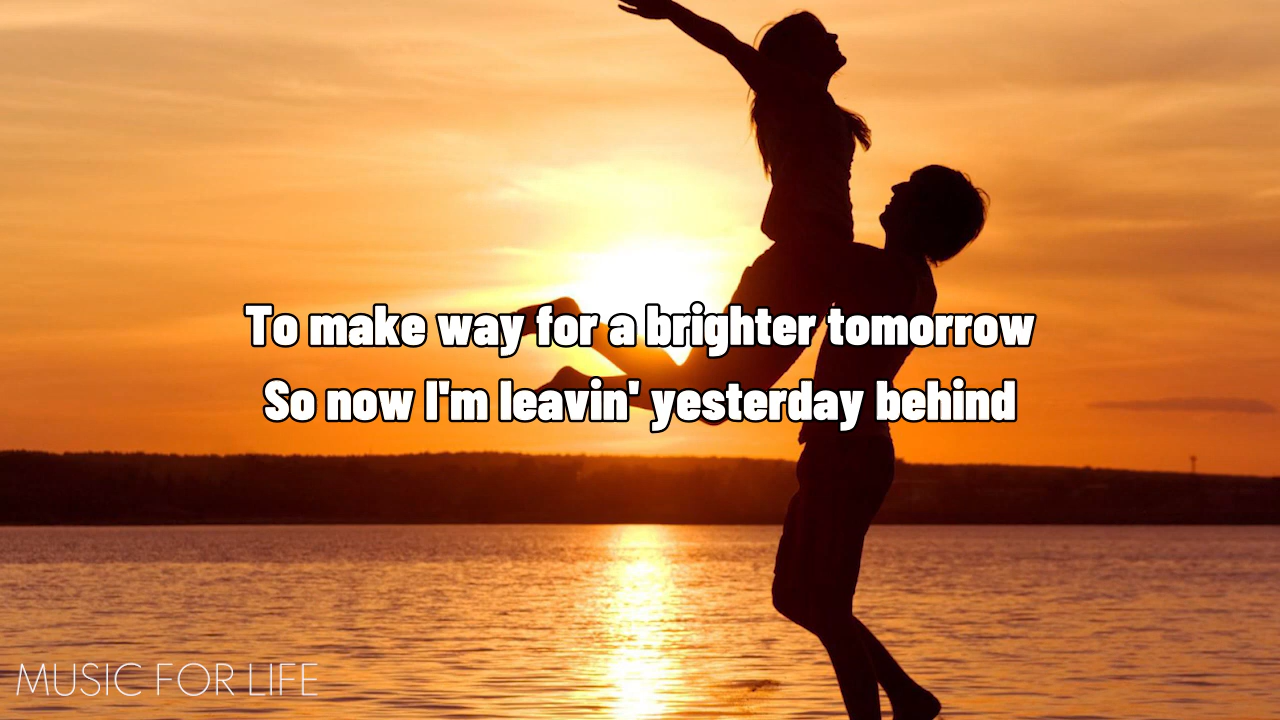 To make way for a brighter tomorrow
So now I'm leavin' yesterday behind
MUSIC FOR LIFE